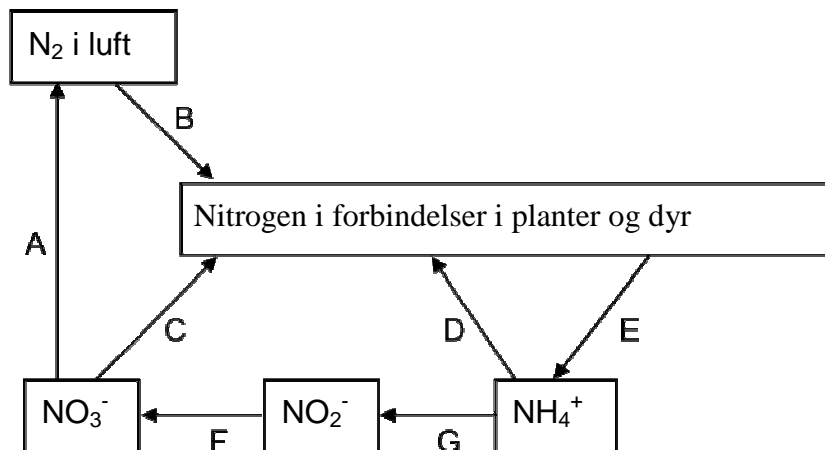 N₂ i luft
B
Nitrogen i forbindelser i planter og dyr
A
C
D
E
NO₃⁻
NO₂⁻
NH₄⁺
F
G